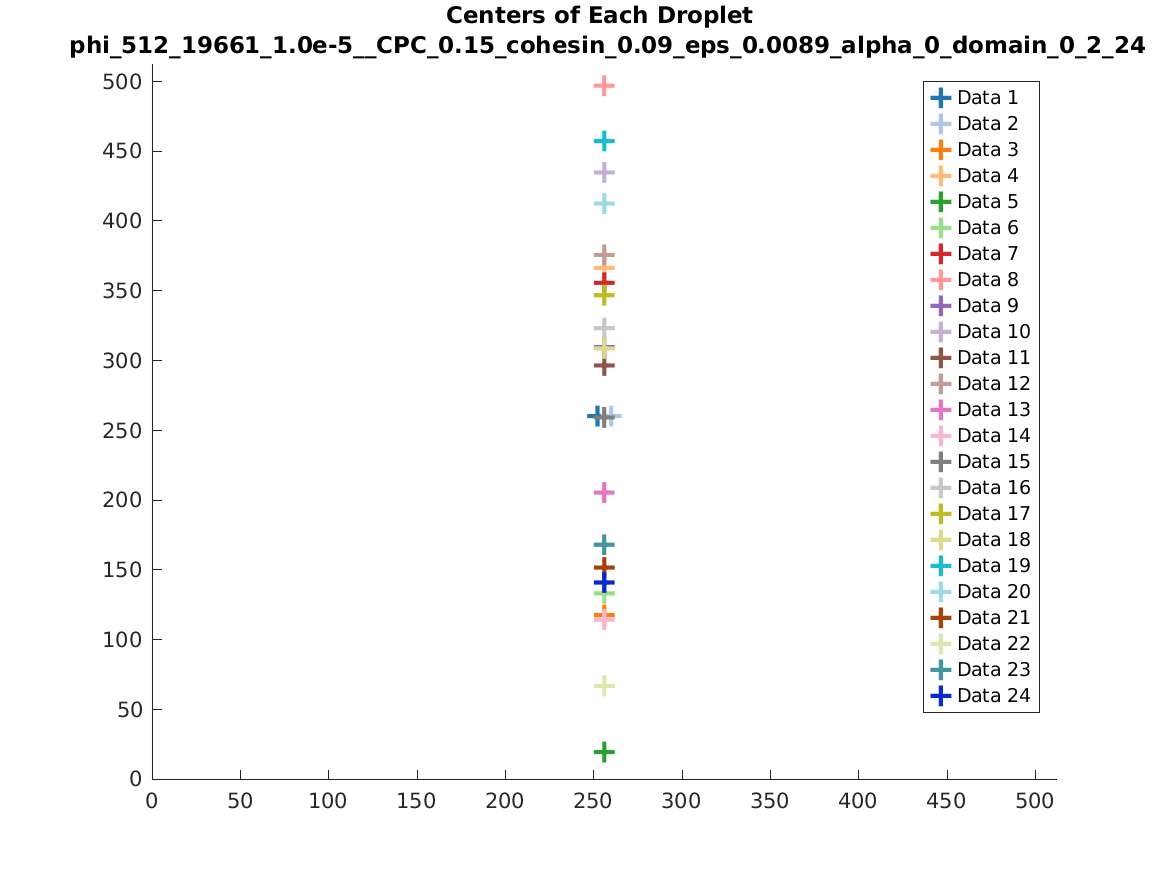 Centers of Each Droplet
phi_512_19661_1.0e-5__CPC_0.15_cohesin_0.09_eps_0.0089_alpha_0_domain_0_2_24
500
450
400
350
300
250
200
150
100
50
0
0 50 100 150 200 250 300 350 400 450 500
Data 1
Data 2
Data 3
Data 4
Data 5
Data 6
Data 7
Data 8
Data 9
Data 10
Data 11
Data 12
Data 13
Data 14
Data 15
Data 16
Data 17
Data 18
Data 19
Data 20
Data 21
Data 22
Data 23
Data 24